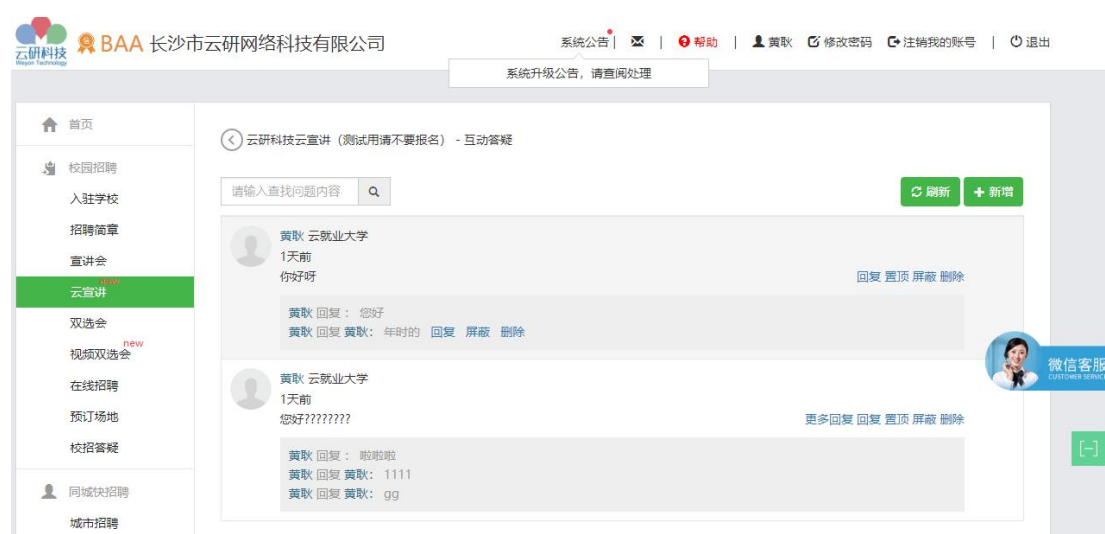 云研科技
Weyon Technology
BAA 长沙市云研网络科技有限公司
系统公告 | | 帮助 | 黄耿 修改密码 注销我的账号 | 退出
系统升级公告，请查阅处理
首页
校园招聘
入驻学校
招聘简章
宣讲会
云宣讲 new
双选会
视频双选会 new
在线招聘
预订场地
校招答疑
同城快招聘
城市招聘
云研科技云宣讲（测试用请不要报名） - 互动答疑
请输入查找问题内容
刷新 新增
黄耿 云就业大学
1天前
你好呀
回复 置顶 屏蔽 删除
黄耿 回复 ： 您好
黄耿 回复 黄耿： 年时的 回复 屏蔽 删除
黄耿 云就业大学
1天前
您好????????
更多回复 回复 置顶 屏蔽 删除
黄耿 回复 ： 啦啦啦
黄耿 回复 黄耿： 1111
黄耿 回复 黄耿： gg
微信客服
CUSTOMER SERVICE
[–]